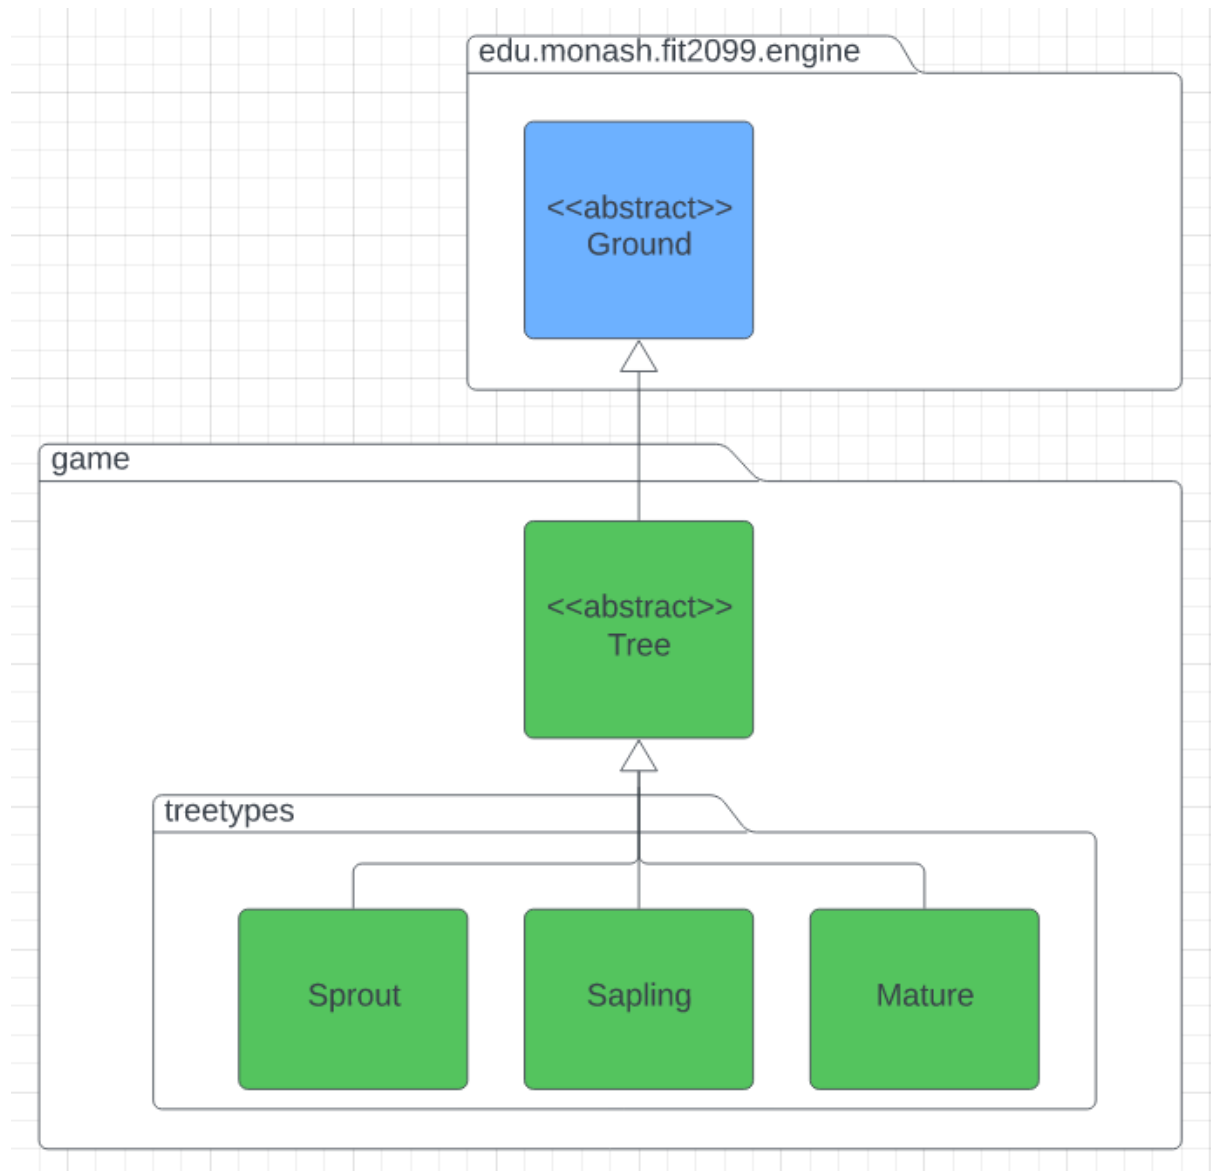 edu.monash.fit2099.engine
<<abstract>>
Ground
game
<<abstract>>
Tree
treetypes
Sprout
Sapling
Mature